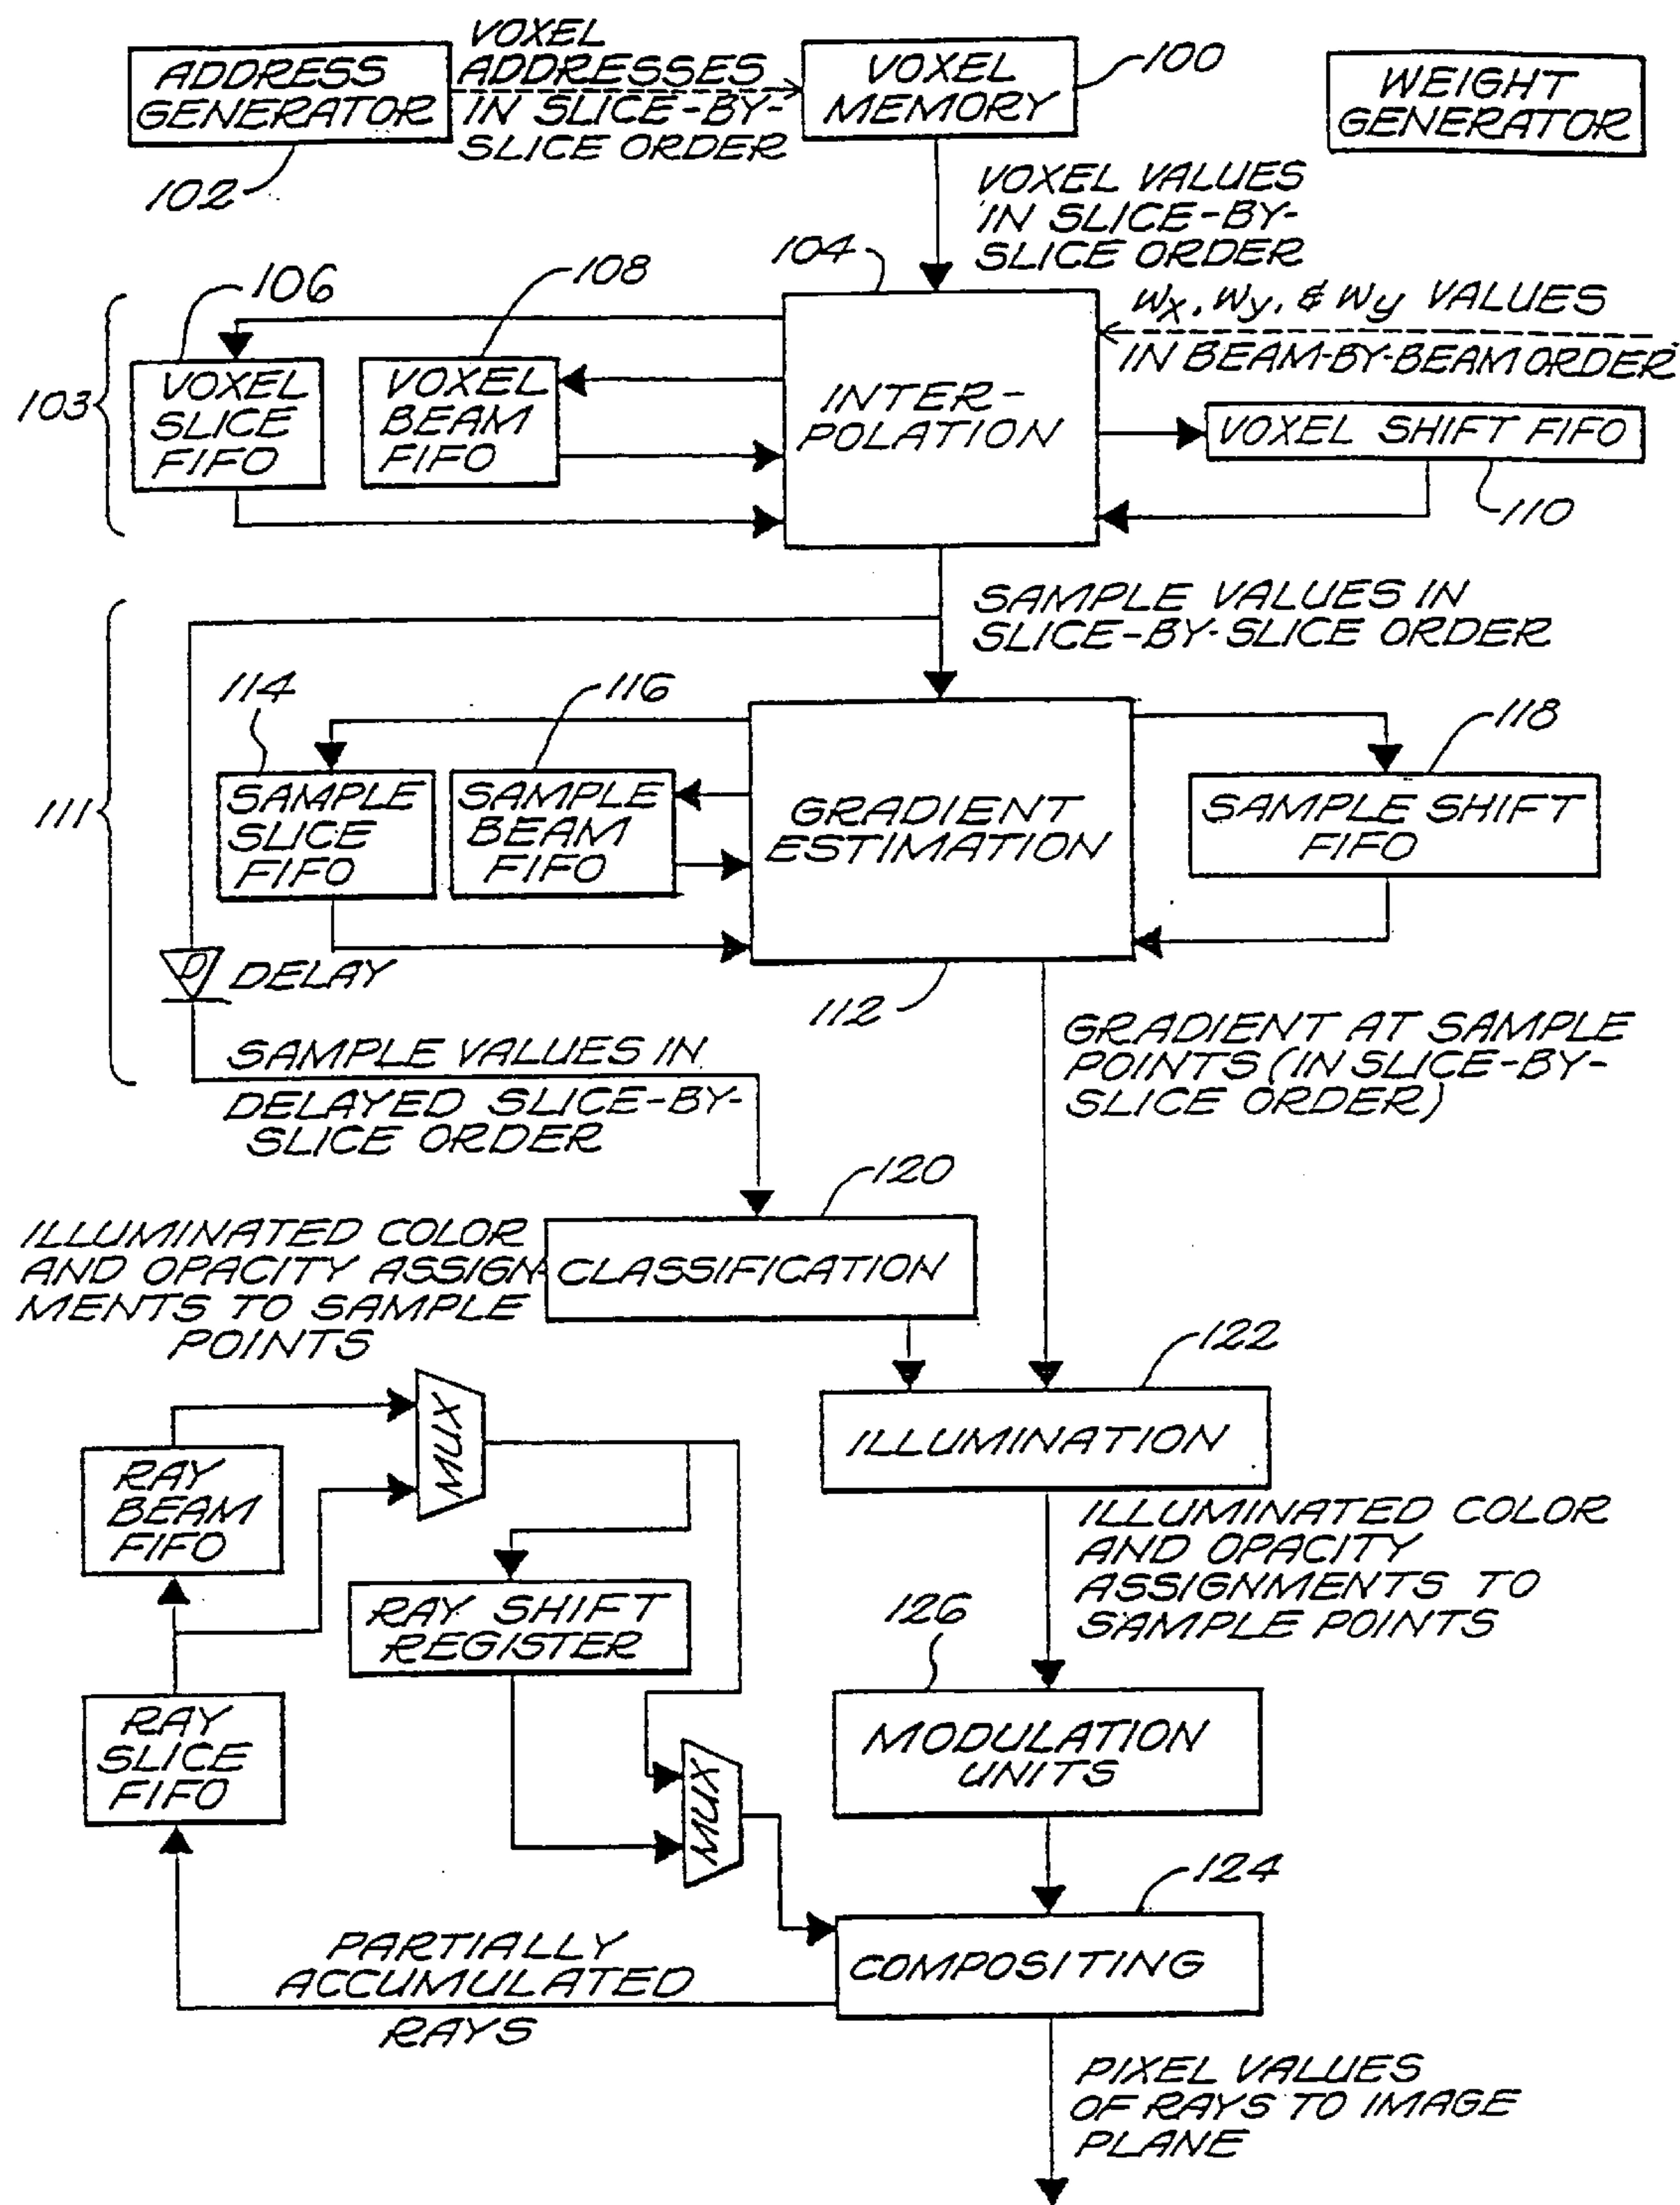 VOXEL
ADDRESSES
IN SLICE-BY-
SLICE ORDER
ADDRESS
GENERATOR
102
VOXEL
MEMORY
100
WEIGHT
GENERATOR
VOXEL VALUES
IN SLICE-BY-
SLICE ORDER
104
106
108
Wx, Wy, & Wy VALUES
IN BEAM-BY-BEAM ORDER
103
VOXEL
SLICE
FIFO
VOXEL
BEAM
FIFO
INTER-
POLATION
VOXEL SHIFT FIFO
110
SAMPLE VALUES IN
SLICE-BY-SLICE ORDER
111
114
116
118
SAMPLE
SLICE
FIFO
SAMPLE
BEAM
FIFO
GRADIENT
ESTIMATION
SAMPLE SHIFT
FIFO
D
DELAY
112
SAMPLE VALUES IN
DELAYED SLICE-BY-
SLICE ORDER
GRADIENT AT SAMPLE
POINTS (IN SLICE-BY-
SLICE ORDER)
120
ILLUMINATED COLOR
AND OPACITY ASSIGN-
MENTS TO SAMPLE
POINTS
CLASSIFICATION
122
MUX
ILLUMINATION
RAY
BEAM
FIFO
ILLUMINATED COLOR
AND OPACITY
ASSIGNMENTS TO
SAMPLE POINTS
RAY SHIFT
REGISTER
126
RAY
SLICE
FIFO
MUX
MODULATION
UNITS
124
PARTIALLY
ACCUMULATED
RAYS
COMPOSITING
PIXEL VALUES
OF RAYS TO IMAGE
PLANE